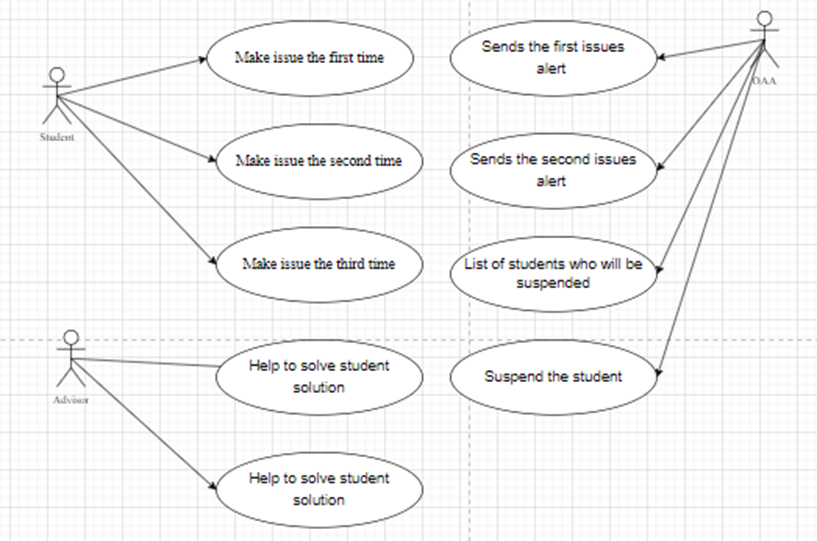 Make issue the first time
Sends the first issues
alert
OAA
Student
Make issue the second time
Sends the second issues
alert
Make issue the third time
List of students who will be
suspended
Help to solve student
solution
Suspend the student
Advisor
Help to solve student
solution